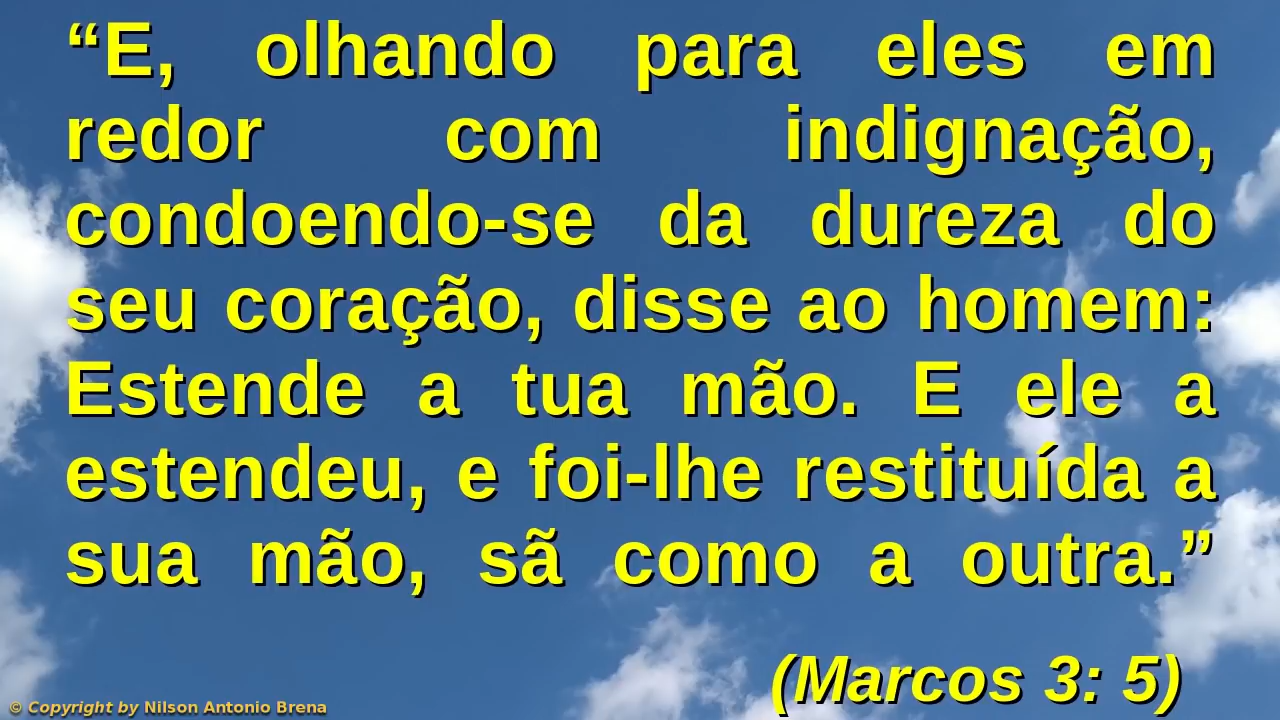 “E, olhando para eles em
redor com indignação,
condoendo-se da dureza do
seu coração, disse ao homem:
Estende a tua mão. E ele a
estendeu, e foi-lhe restituída a
sua mão, sã como a outra.”
(Marcos 3: 5)
© Copyright by Nilson Antonio Brena